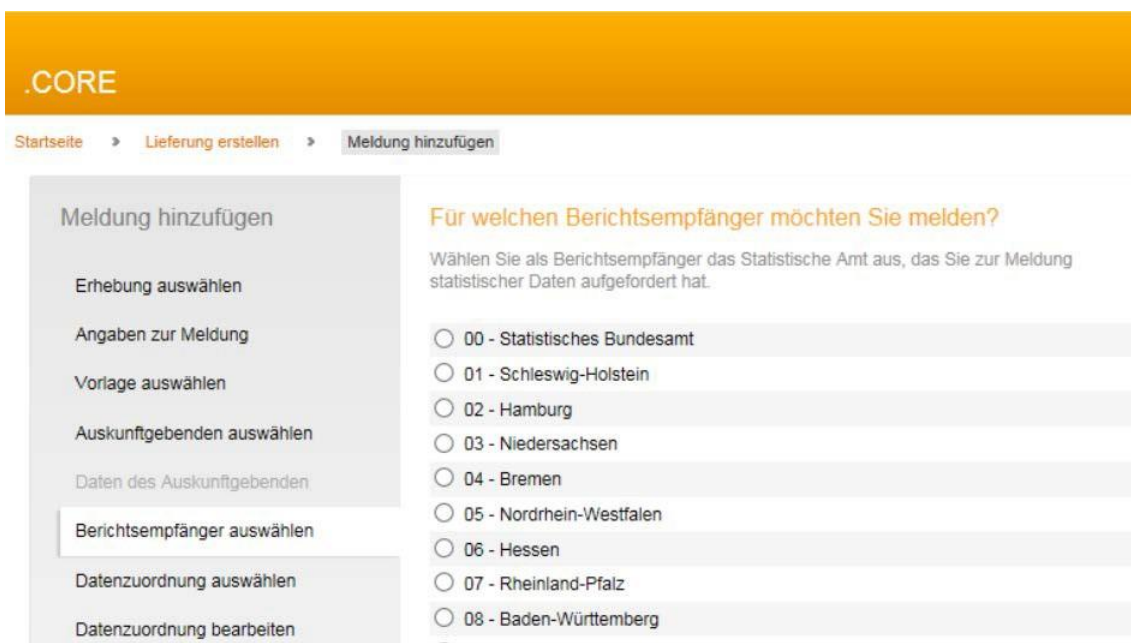 .CORE
Startseite > Lieferung erstellen > Meldung hinzufügen
Meldung hinzufügen
Erhebung auswählen
Angaben zur Meldung
Vorlage auswählen
Auskunftgebenden auswählen
Daten des Auskunftgebenden
Berichtsempfänger auswählen
Datenzuordnung auswählen
Datenzuordnung bearbeiten
Für welchen Berichtsempfänger möchten Sie melden?
Wählen Sie als Berichtsempfänger das Statistische Amt aus, das Sie zur Meldung
statistischer Daten aufgefordert hat.
00 - Statistisches Bundesamt
01 - Schleswig-Holstein
02 - Hamburg
03 - Niedersachsen
04 - Bremen
05 - Nordrhein-Westfalen
06 - Hessen
07 - Rheinland-Pfalz
08 - Baden-Württemberg